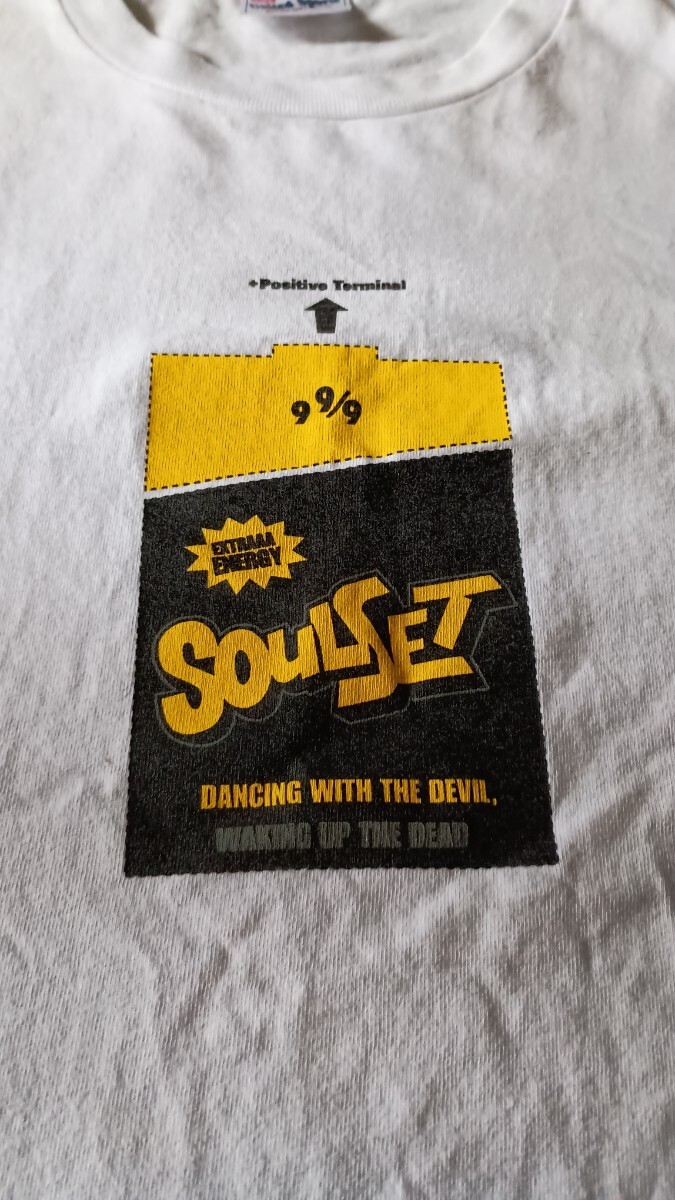 +Positive Terminal
9 9/9
EXTRAAA
ENERGY
SOULSET
DANCING WITH THE DEVIL,
WAKING UP THE DEAD